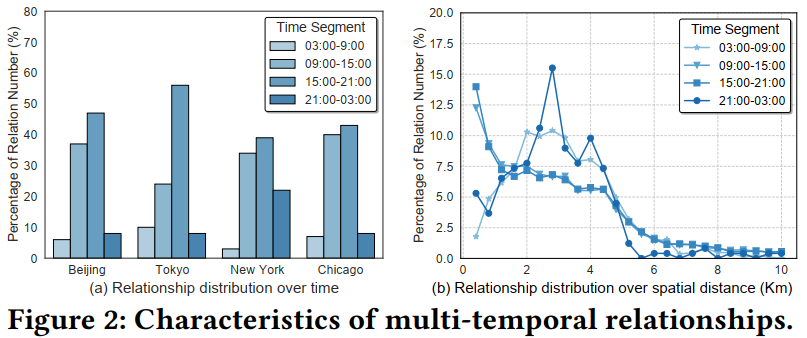 80
70
60
50
40
30
20
10
0
Percentage of Relation Number (%)
Time Segment
03:00-9:00
09:00-15:00
15:00-21:00
21:00-03:00
Beijing Tokyo New York Chicago
(a) Relationship distribution over time
20.0
17.5
15.0
12.5
10.0
7.5
5.0
2.5
0.0
Percentage of Relation Number (%)
Time Segment
03:00-09:00
09:00-15:00
15:00-21:00
21:00-03:00
0 2 4 6 8 10
(b) Relationship distribution over spatial distance (Km)
Figure 2: Characteristics of multi-temporal relationships.